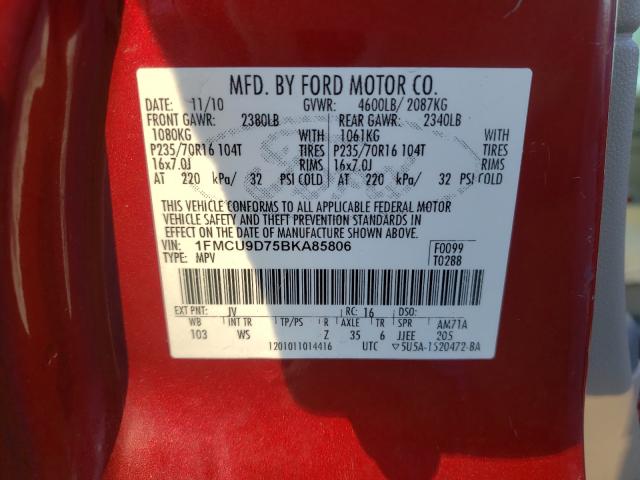 MFD. BY FORD MOTOR CO.
DATE: 11/10 GVWR: 4600LB/ 2087KG
FRONT GAWR: 2380LB REAR GAWR: 2340LB
1080KG WITH 1061KG WITH
P235/70R16 104T TIRES P235/70R16 104T TIRES
16x7.0J RIMS 16x7.0J RIMS
AT 220 kPa/ 32 PSI COLD AT 220 kPa/ 32 PSI COLD
THIS VEHICLE CONFORMS TO ALL APPLICABLE FEDERAL MOTOR
VEHICLE SAFETY AND THEFT PREVENTION STANDARDS IN
EFFECT ON THE DATE OF MANUFACTURE SHOWN ABOVE.
VIN: 1FMCU9D75BKA85806 F0099
TYPE: MPV T0288
EXT PNT: JV RC: 16 DSO:
WB INT TR TP/PS R AXLE TR SPR AM71A
103 WS Z 35 6 JJEE 205
1201011014416 UTC ▽5U5A-1520472-BA